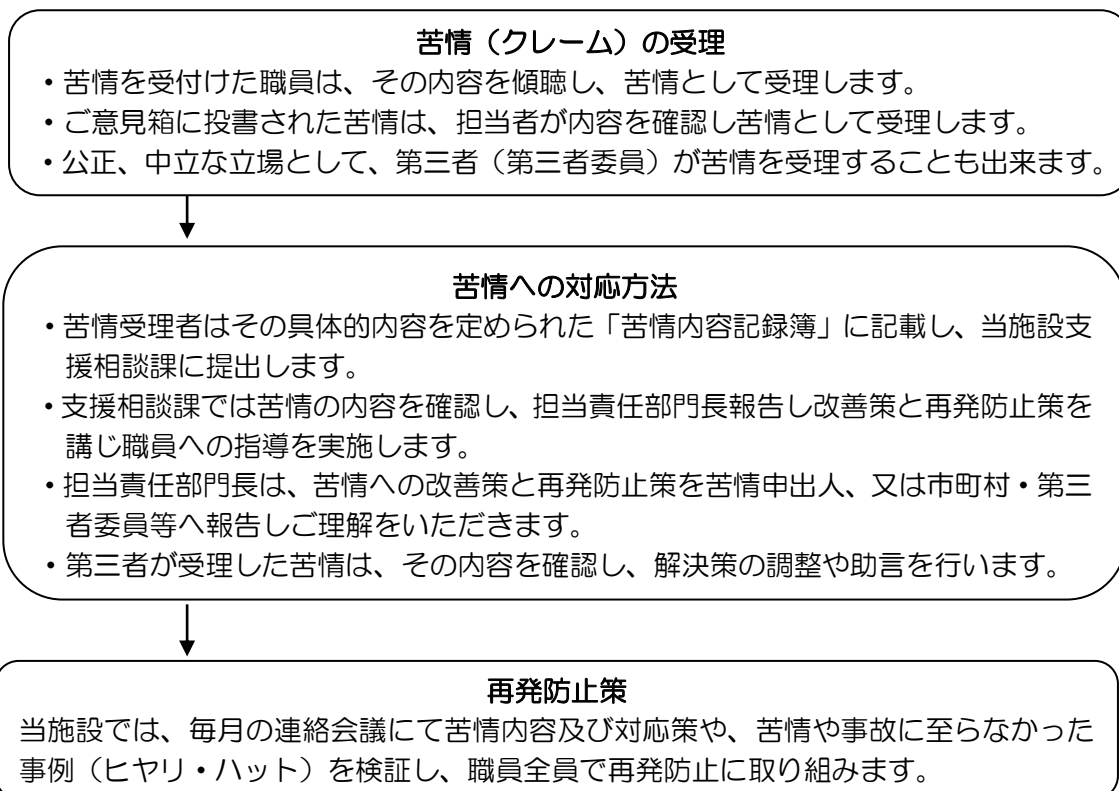 苦情（クレーム）の受理
・苦情を受付けた職員は、その内容を傾聴し、苦情として受理します。
・ご意見箱に投書された苦情は、担当者が内容を確認し苦情として受理します。
・公正、中立な立場として、第三者（第三者委員）が苦情を受理することも出来ます。
苦情への対応方法
・苦情受理者はその具体的内容を定められた「苦情内容記録簿」に記載し、当施設支
援相談課に提出します。
・支援相談課では苦情の内容を確認し、担当責任部門長報告し改善策と再発防止策を
講じ職員への指導を実施します。
・担当責任部門長は、苦情への改善策と再発防止策を苦情申出人、又は市町村・第三
者委員等へ報告しご理解をいただきます。
・第三者が受理した苦情は、その内容を確認し、解決策の調整や助言を行います。
再発防止策
当施設では、毎月の連絡会議にて苦情内容及び対応策や、苦情や事故に至らなかった
事例（ヒヤリ・ハット）を検証し、職員全員で再発防止に取り組みます。